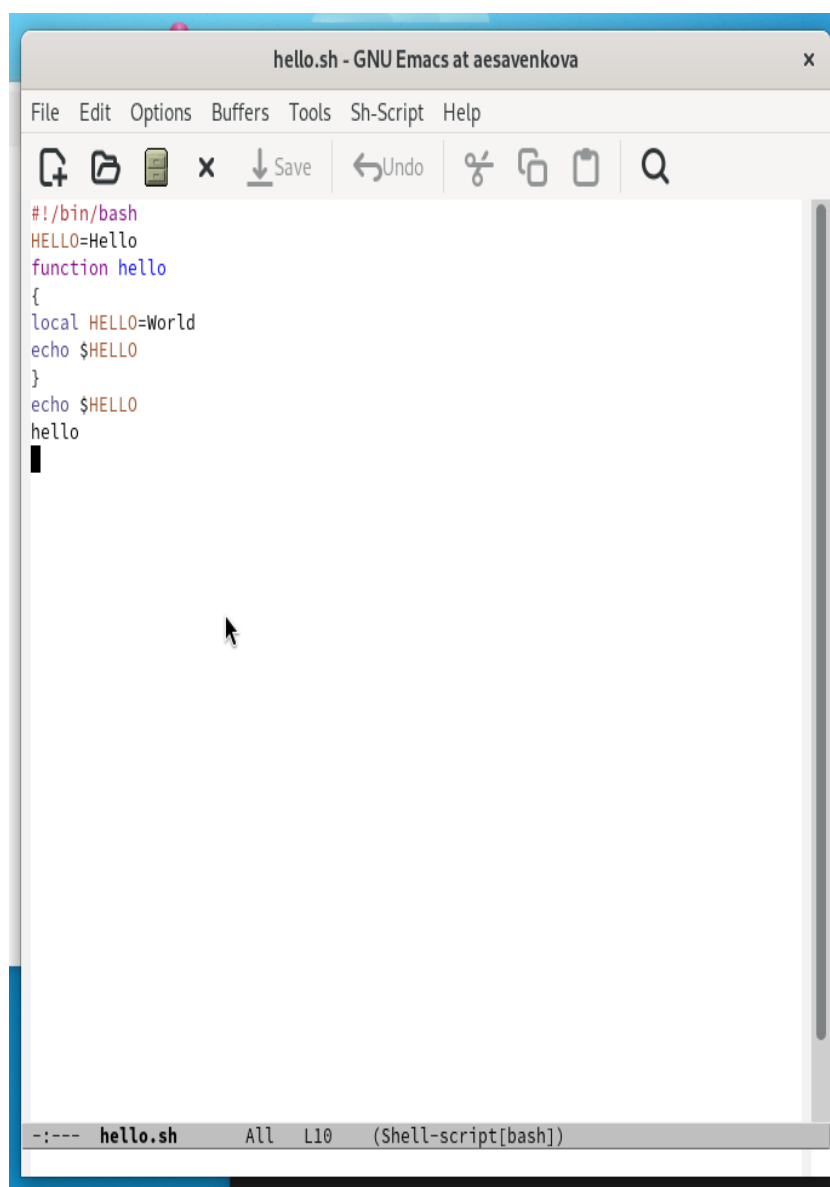 hello.sh - GNU Emacs at aesavenkova x
File Edit Options Buffers Tools Sh-Script Help
Save Undo
#!/bin/bash
HELLO=Hello
function hello
{
local HELLO=World
echo $HELLO
}
echo $HELLO
hello
-:--- hello.sh All L10 (Shell-script[bash])